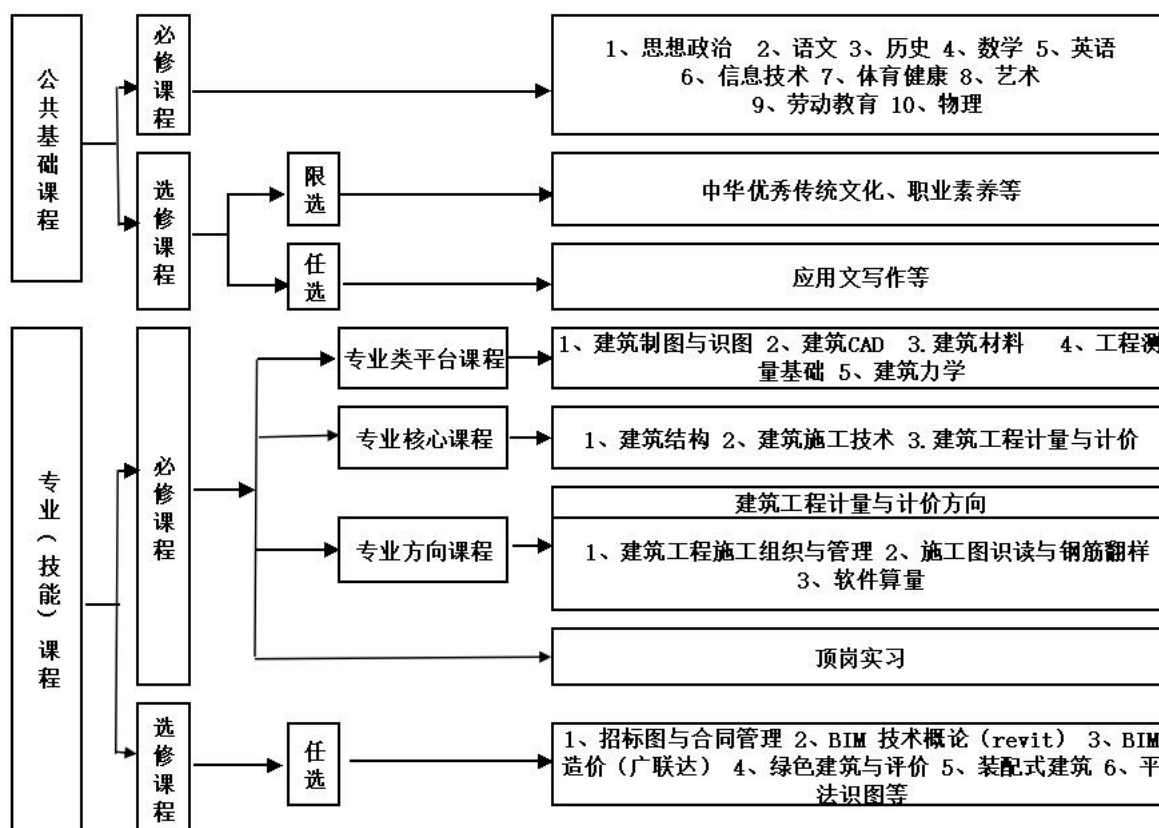 公共基础课程
必修课程
1、思想政治 2、语文 3、历史 4、数学 5、英语
6、信息技术 7、体育健康 8、艺术
9、劳动教育 10、物理
选修课程
限选
中华优秀传统文化、职业素养等
任选
应用文写作等
专业（技能）课程
必修课程
专业类平台课程
1、建筑制图与识图 2、建筑CAD 3.建筑材料 4、工程测
量基础 5、建筑力学
专业核心课程
1、建筑结构 2、建筑施工技术 3.建筑工程计量与计价
专业方向课程
建筑工程计量与计价方向
1、建筑工程施工组织与管理 2、施工图识读与钢筋翻样
3、软件算量
顶岗实习
选修课程
任选
1、招标图与合同管理 2、BIM 技术概论（revit） 3、BIM
造价（广联达） 4、绿色建筑与评价 5、装配式建筑 6、平
法识图等